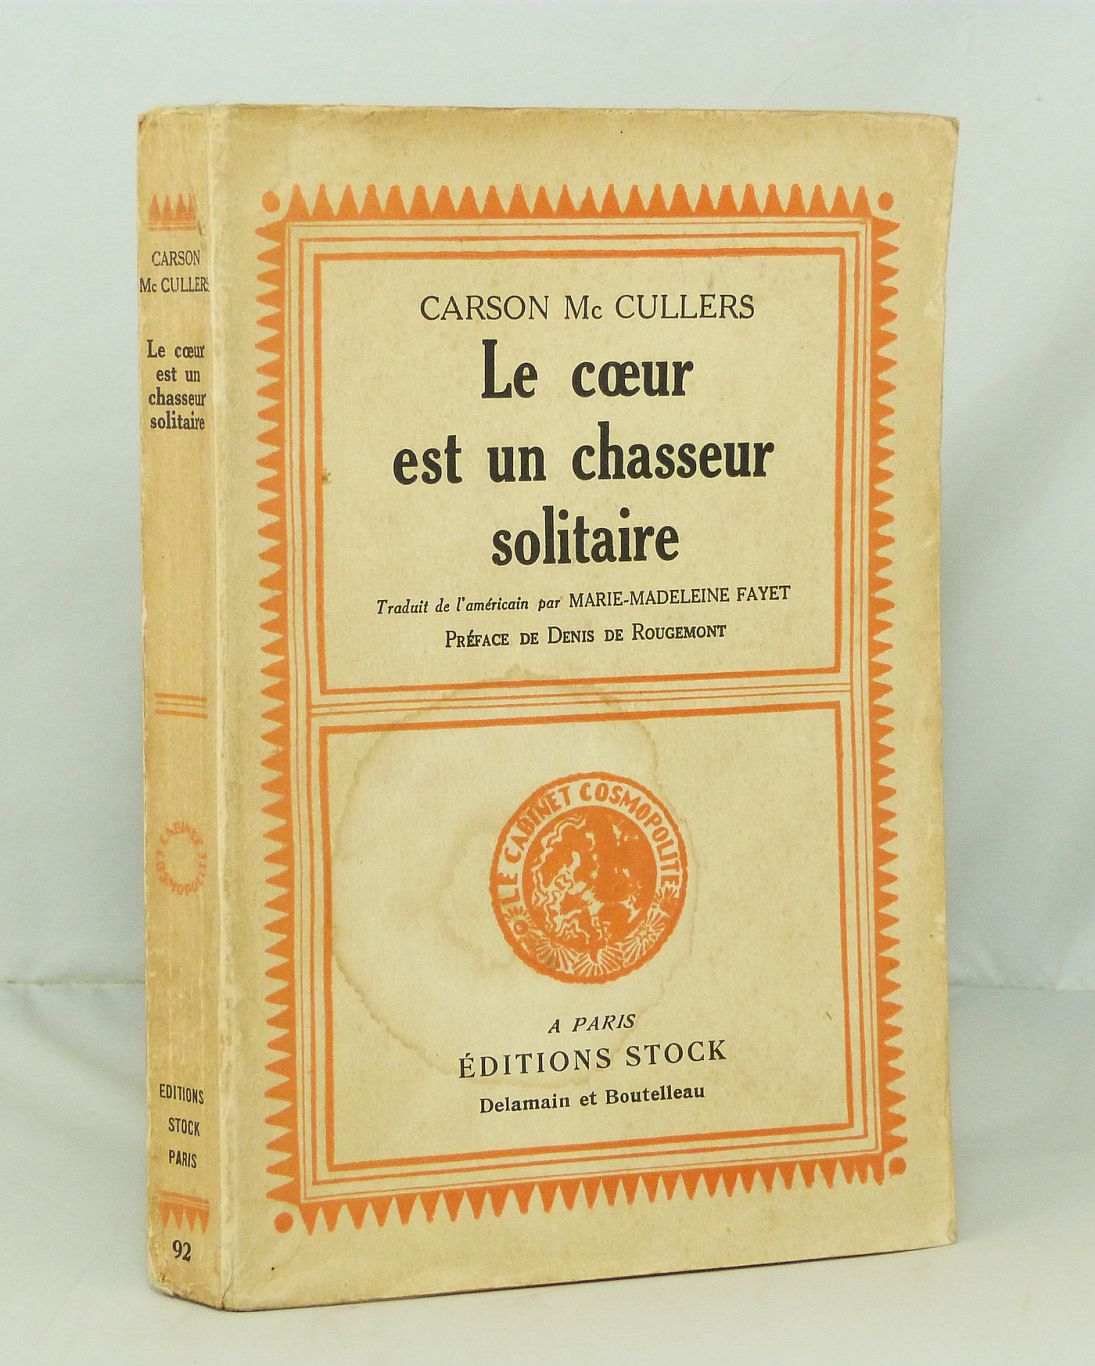 CARSON
Mc CULLERS
Le cœur
est un
chasseur
solitaire
CABINET
COSMOPOLITE
EDITIONS
STOCK
PARIS
92
CARSON Mc CULLERS
Le cœur
est un chasseur
solitaire
Traduit de l'américain par MARIE-MADELEINE FAYET
PRÉFACE DE DENIS DE ROUGEMONT
LE CABINET COSMOPOLITE
A PARIS
ÉDITIONS STOCK
Delamain et Boutelleau